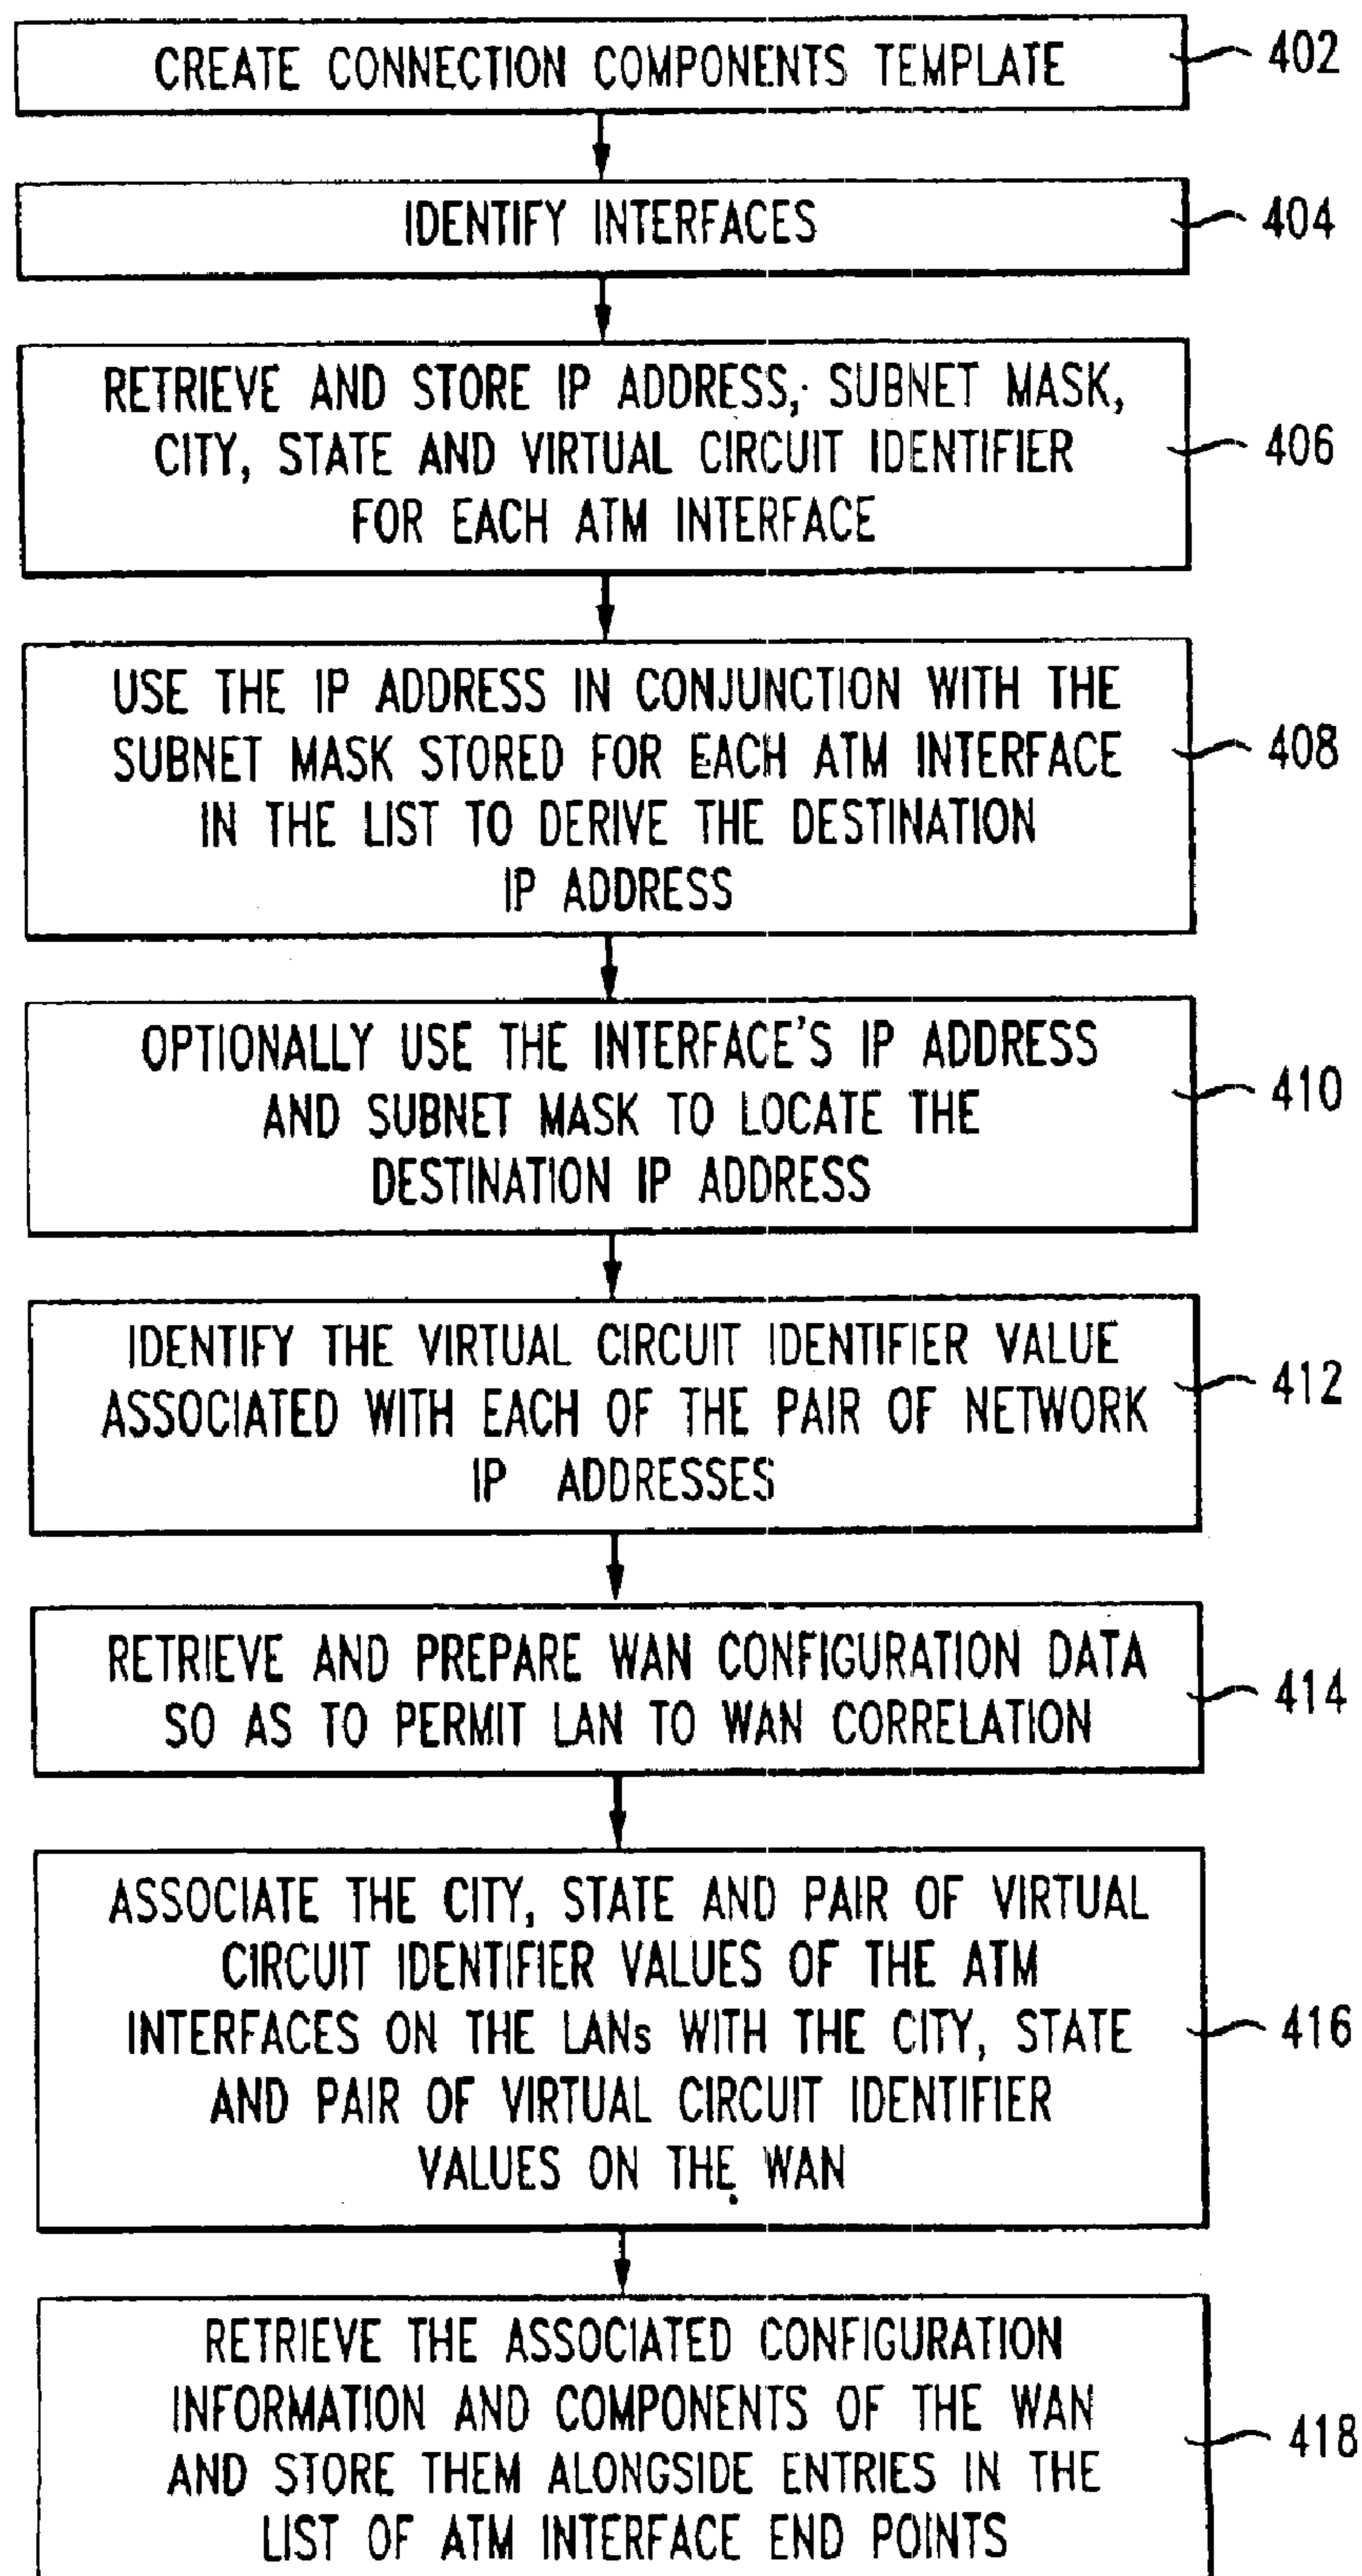 CREATE CONNECTION COMPONENTS TEMPLATE 402
IDENTIFY INTERFACES 404
RETRIEVE AND STORE IP ADDRESS, SUBNET MASK,
CITY, STATE AND VIRTUAL CIRCUIT IDENTIFIER 406
FOR EACH ATM INTERFACE
USE THE IP ADDRESS IN CONJUNCTION WITH THE
SUBNET MASK STORED FOR EACH ATM INTERFACE 408
IN THE LIST TO DERIVE THE DESTINATION
IP ADDRESS
OPTIONALLY USE THE INTERFACE'S IP ADDRESS
AND SUBNET MASK TO LOCATE THE 410
DESTINATION IP ADDRESS
IDENTIFY THE VIRTUAL CIRCUIT IDENTIFIER VALUE
ASSOCIATED WITH EACH OF THE PAIR OF NETWORK 412
IP ADDRESSES
RETRIEVE AND PREPARE WAN CONFIGURATION DATA
SO AS TO PERMIT LAN TO WAN CORRELATION 414
ASSOCIATE THE CITY, STATE AND PAIR OF VIRTUAL
CIRCUIT IDENTIFIER VALUES OF THE ATM
INTERFACES ON THE LANs WITH THE CITY, STATE 416
AND PAIR OF VIRTUAL CIRCUIT IDENTIFIER
VALUES ON THE WAN
RETRIEVE THE ASSOCIATED CONFIGURATION
INFORMATION AND COMPONENTS OF THE WAN
AND STORE THEM ALONGSIDE ENTRIES IN THE 418
LIST OF ATM INTERFACE END POINTS